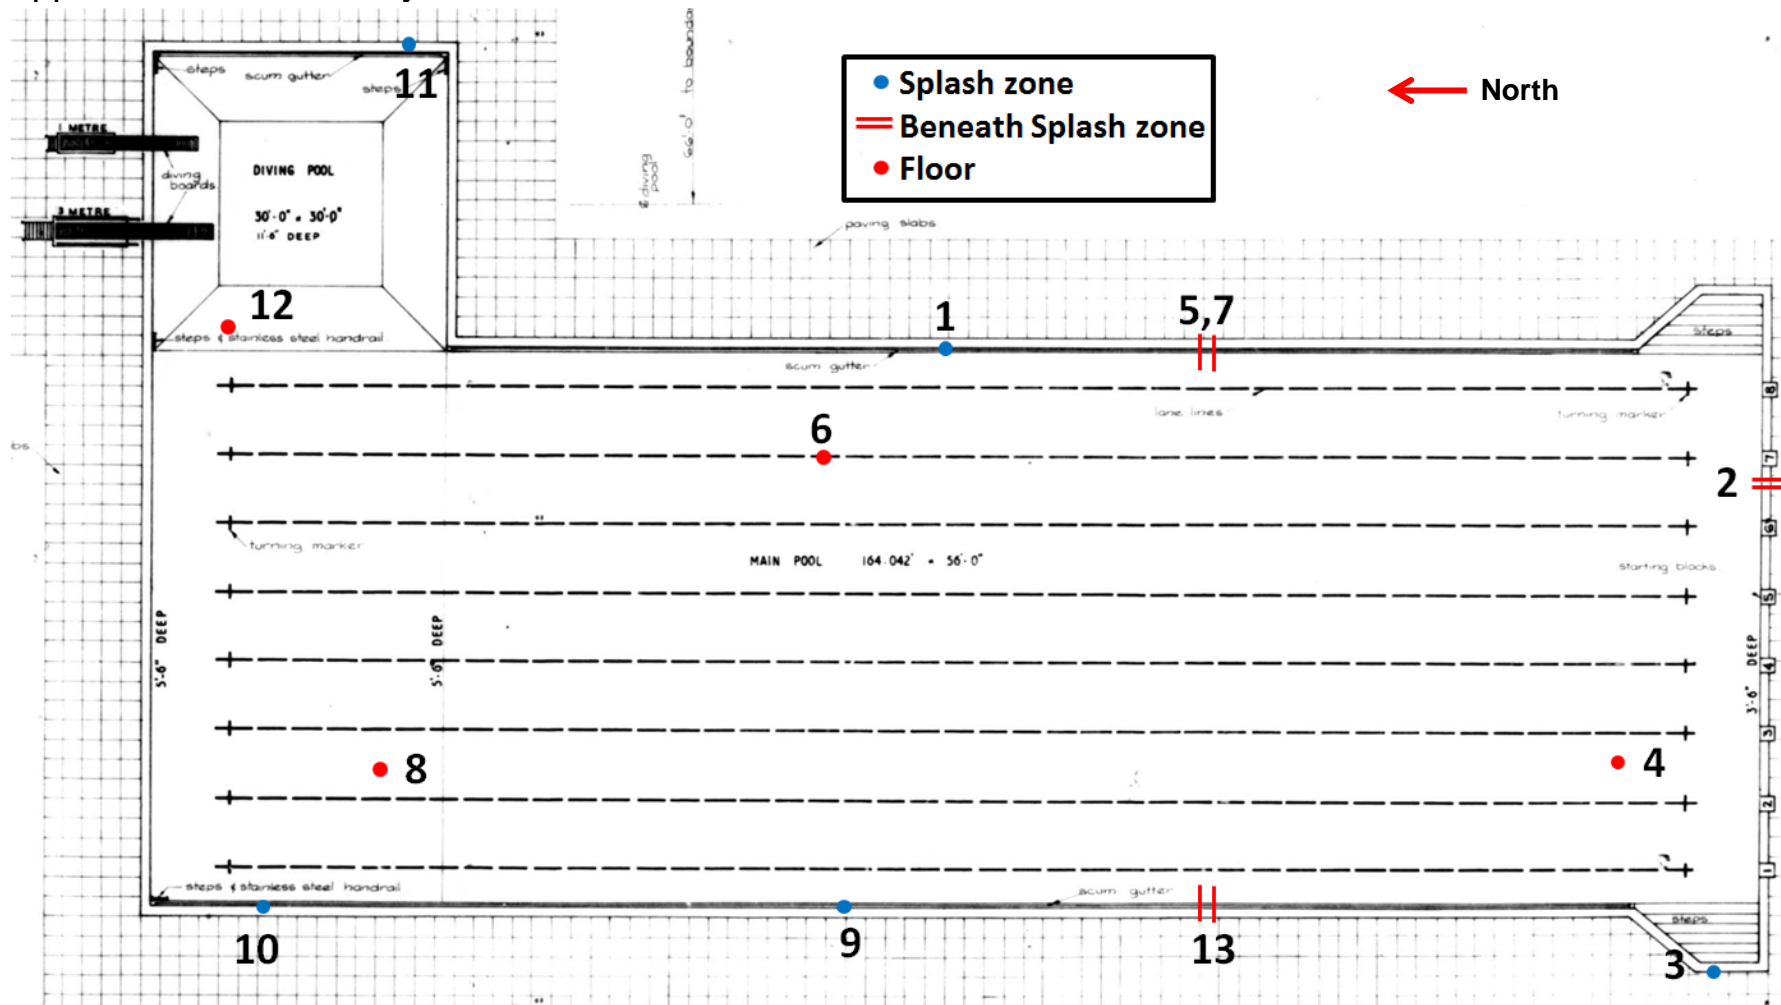 steps
scum gutter
steps
11
Splash zone
Beneath Splash zone
Floor
North
1 METRE
diving
boards
3 METRE
DIVING POOL
30'-0" × 30'-0"
11'-6" DEEP
66'-0" to boundary
paving slabs
12
steps & stainless steel handrail
1
5,7
steps
scum gutter
lane lines
turning marker
8
6
7
2
6
turning marker
MAIN POOL 164.042' × 56'-0"
starting blocks
5
5'-6" DEEP
5'-6" DEEP
4
3'-6" DEEP
3
8
4
2
1
steps & stainless steel handrail
scum gutter
steps
10
9
13
3